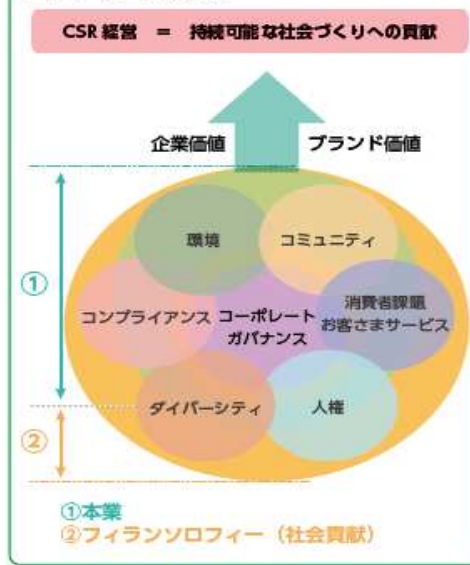 CSR 経営 ＝ 持続可能な社会づくりへの貢献
企業価値 ブランド価値
環境 コミュニティ
①
コンプライアンス
コーポレート
ガバナンス
消費者課題
お客さまサービス
ダイバーシティ 人権
②
①本業
②フィランソロフィー（社会貢献）